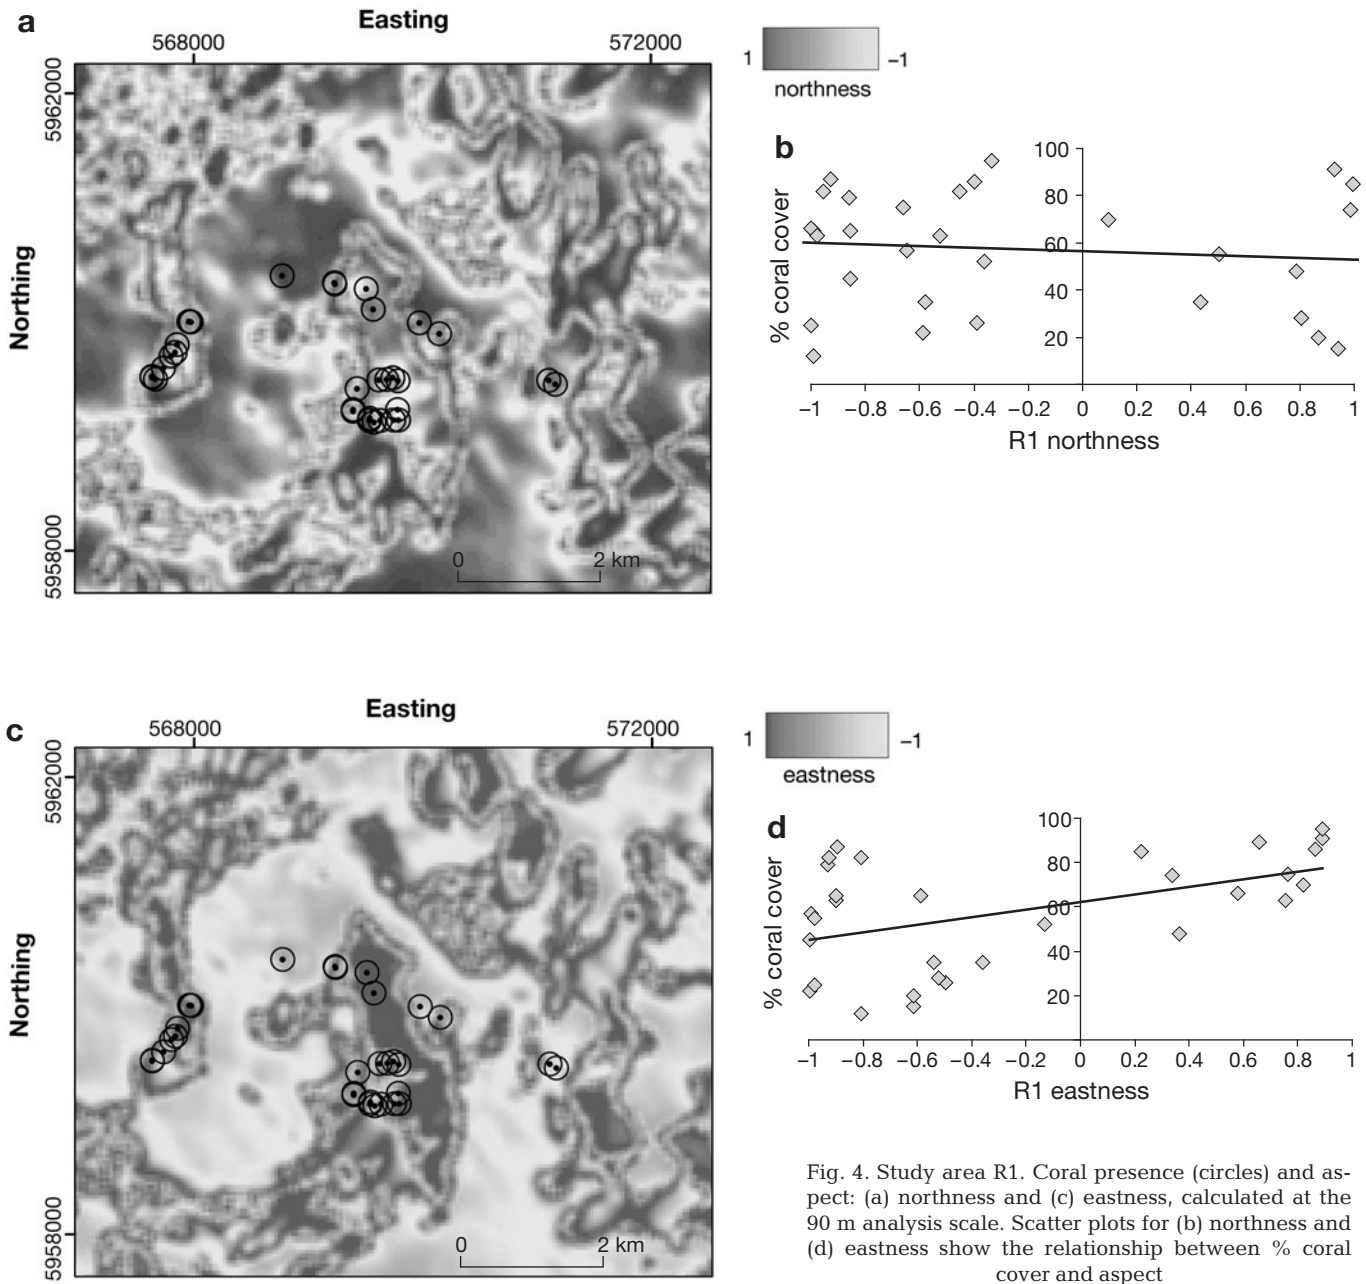 a
Easting
568000
572000
5962000
Northing
5958000
0
2 km
1
−1
northness
b
% coral cover
100
80
60
40
20
−1
−0.8
−0.6
−0.4
−0.2
0
0.2
0.4
0.6
0.8
1
R1 northness
c
Easting
568000
572000
5962000
Northing
5958000
0
2 km
1
−1
eastness
d
% coral cover
100
80
60
40
20
−1
−0.8
−0.6
−0.4
−0.2
0
0.2
0.4
0.6
0.8
1
R1 eastness
Fig. 4. Study area R1. Coral presence (circles) and as-
pect: (a) northness and (c) eastness, calculated at the
90 m analysis scale. Scatter plots for (b) northness and
(d) eastness show the relationship between % coral
cover and aspect